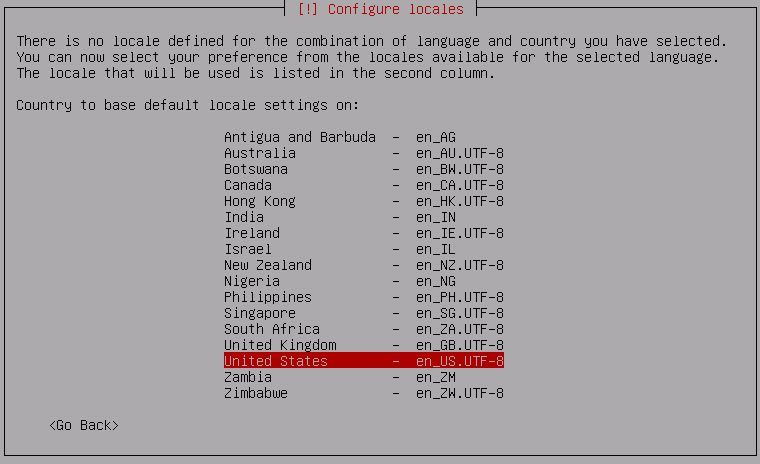 [!] Configure locales
There is no locale defined for the combination of language and country you have selected.
You can now select your preference from the locales available for the selected language.
The locale that will be used is listed in the second column.
Country to base default locale settings on:
Antigua and Barbuda - en_AG
Australia - en_AU.UTF-8
Botswana - en_BW.UTF-8
Canada - en_CA.UTF-8
Hong Kong - en_HK.UTF-8
India - en_IN
Ireland - en_IE.UTF-8
Israel - en_IL
New Zealand - en_NZ.UTF-8
Nigeria - en_NG
Philippines - en_PH.UTF-8
Singapore - en_SG.UTF-8
South Africa - en_ZA.UTF-8
United Kingdom - en_GB.UTF-8
United States - en_US.UTF-8
Zambia - en_ZM
Zimbabwe - en_ZW.UTF-8
<Go Back>